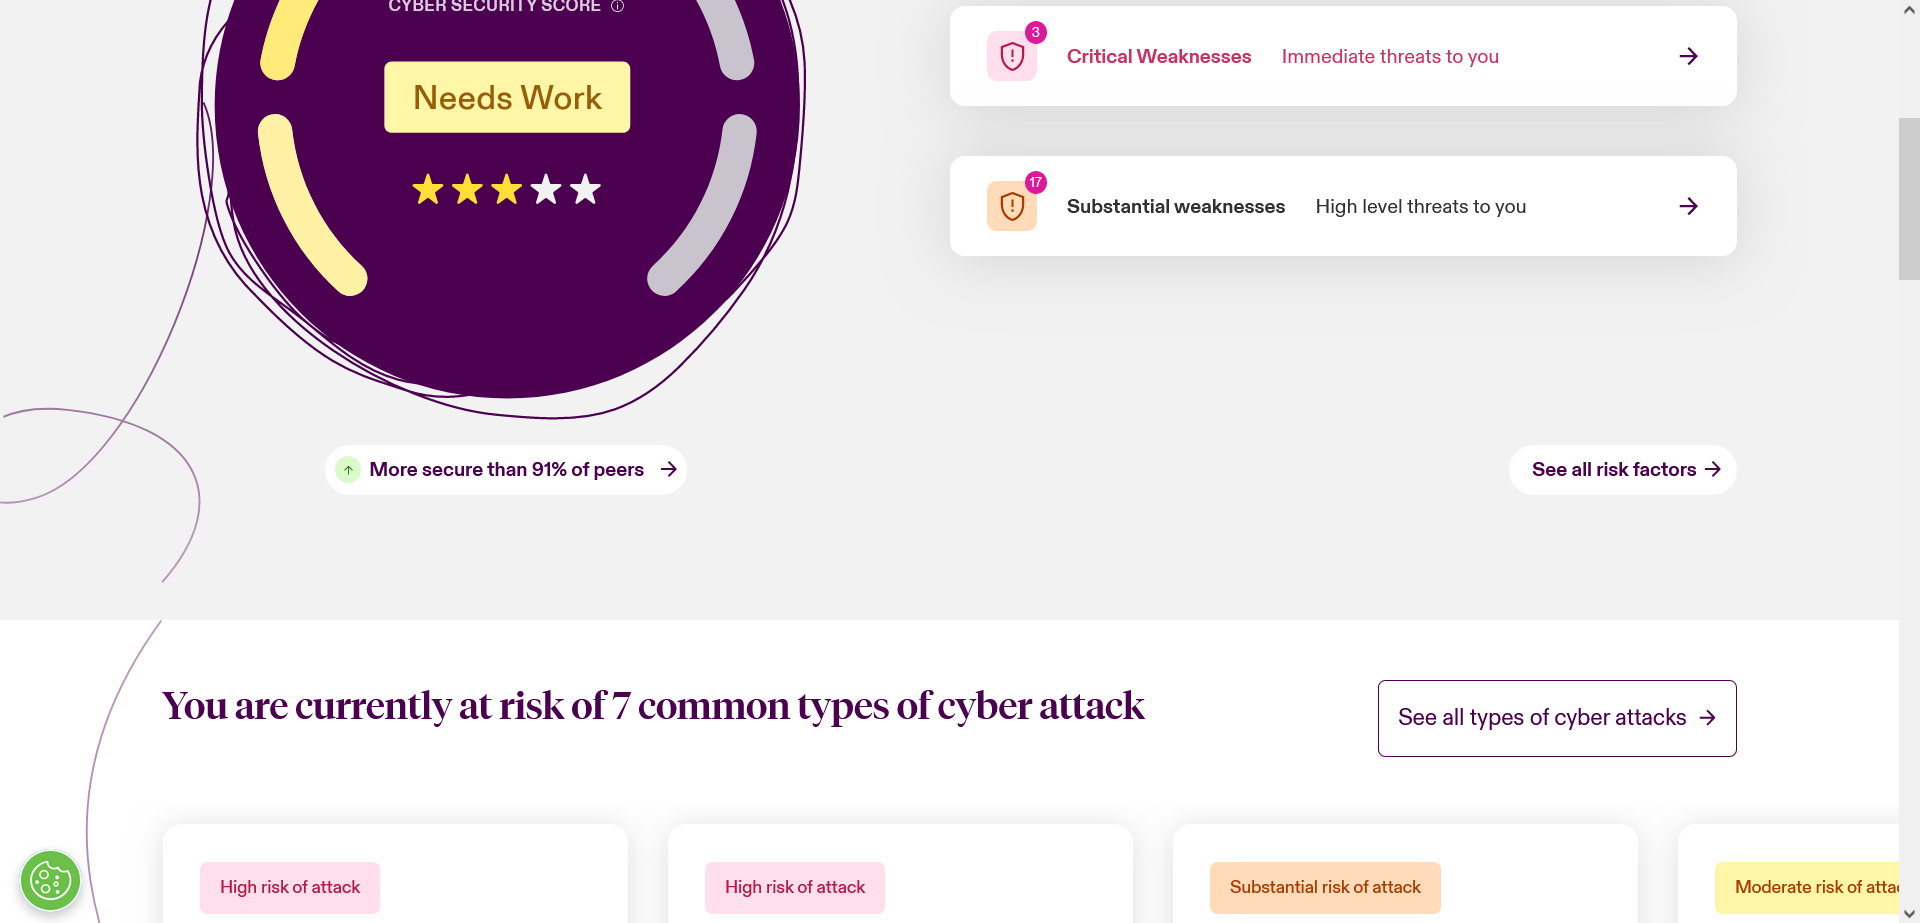 CYBER SECURITY SCORE
Needs Work
3
Critical Weaknesses Immediate threats to you
17
Substantial weaknesses High level threats to you
More secure than 91% of peers
See all risk factors
You are currently at risk of 7 common types of cyber attack
See all types of cyber attacks
High risk of attack
High risk of attack
Substantial risk of attack
Moderate risk of attac